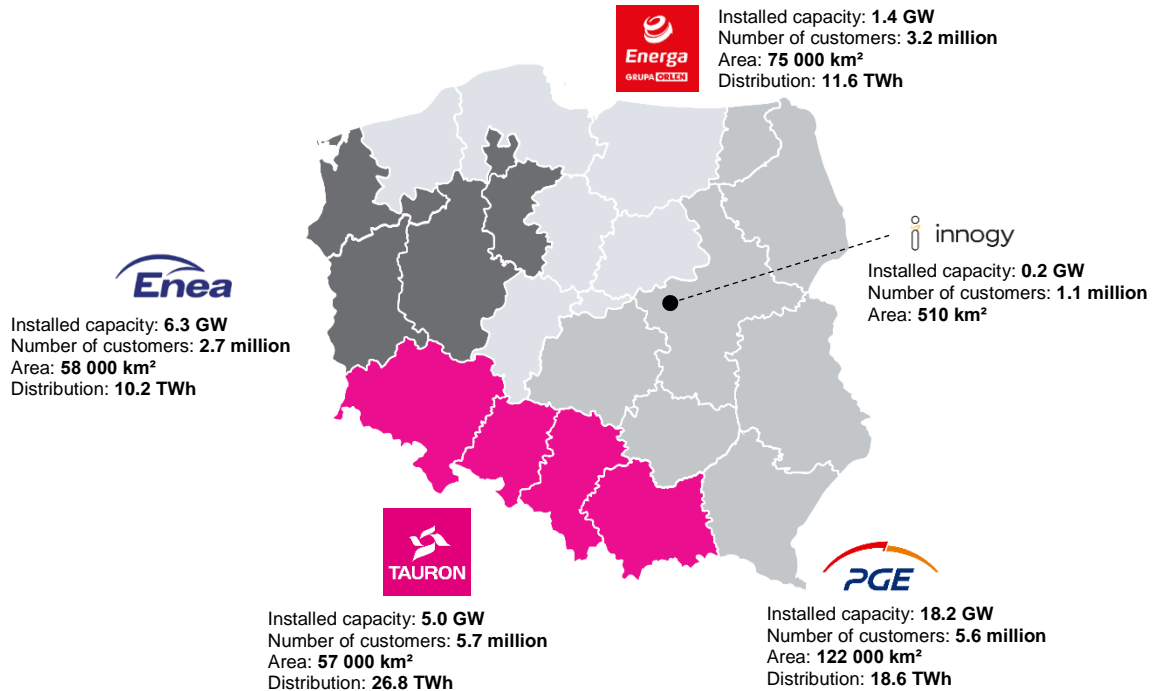 Energa
GRUPA ORLEN
Installed capacity: 1.4 GW
Number of customers: 3.2 million
Area: 75 000 km²
Distribution: 11.6 TWh
innogy
Installed capacity: 0.2 GW
Number of customers: 1.1 million
Area: 510 km²
Enea
Installed capacity: 6.3 GW
Number of customers: 2.7 million
Area: 58 000 km²
Distribution: 10.2 TWh
TAURON
Installed capacity: 5.0 GW
Number of customers: 5.7 million
Area: 57 000 km²
Distribution: 26.8 TWh
PGE
Installed capacity: 18.2 GW
Number of customers: 5.6 million
Area: 122 000 km²
Distribution: 18.6 TWh